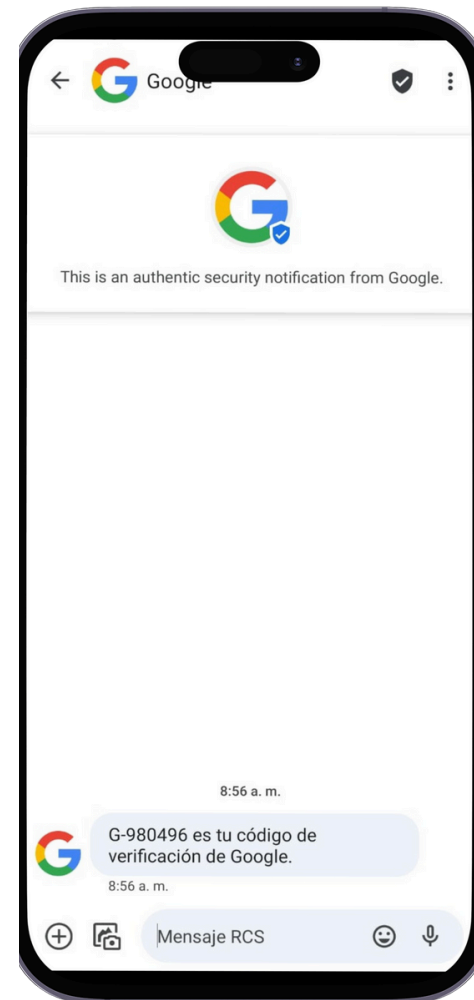 Google
This is an authentic security notification from Google.
8:56 a. m.
G-980496 es tu código de
verificación de Google.
8:56 a. m.
Mensaje RCS